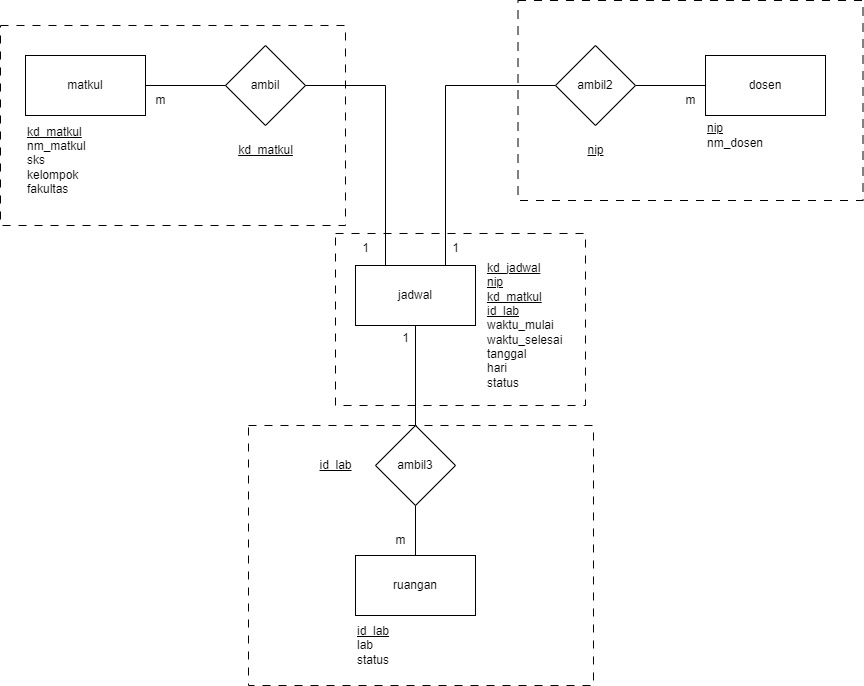 matkul
ambil
ambil2
dosen
m
m
kd_matkul
nm_matkul
sks
kelompok
fakultas
kd_matkul
nip
nip
nm_dosen
1
1
jadwal
kd_jadwal
nip
kd_matkul
id_lab
waktu_mulai
waktu_selesai
tanggal
hari
status
1
id_lab
ambil3
m
ruangan
id_lab
lab
status